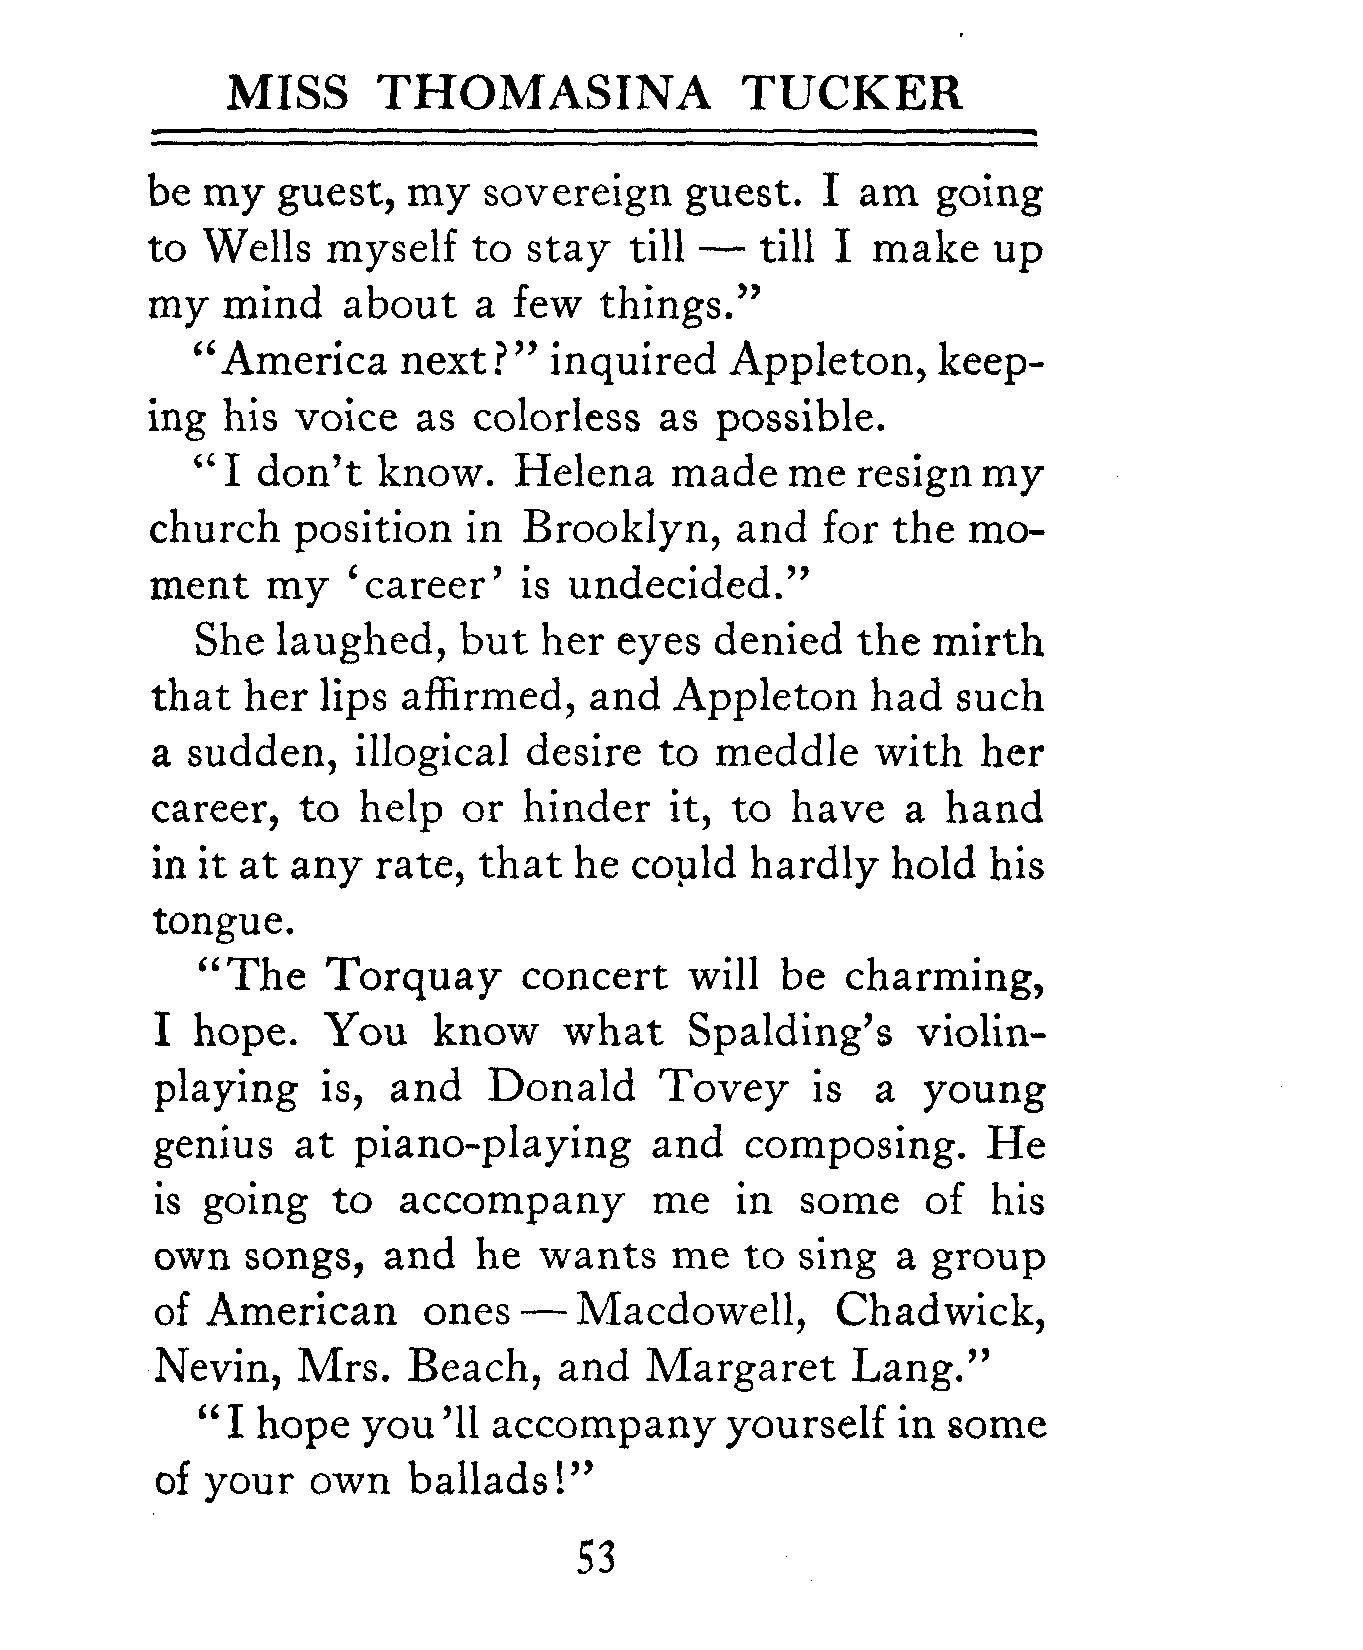 MISS THOMASINA TUCKER
be my guest, my sovereign guest. I am going
to Wells myself to stay till — till I make up
my mind about a few things.”
“America next?” inquired Appleton, keep-
ing his voice as colorless as possible.
“I don’t know. Helena made me resign my
church position in Brooklyn, and for the mo-
ment my ‘career’ is undecided.”
She laughed, but her eyes denied the mirth
that her lips affirmed, and Appleton had such
a sudden, illogical desire to meddle with her
career, to help or hinder it, to have a hand
in it at any rate, that he could hardly hold his
tongue.
“The Torquay concert will be charming,
I hope. You know what Spalding’s violin-
playing is, and Donald Tovey is a young
genius at piano-playing and composing. He
is going to accompany me in some of his
own songs, and he wants me to sing a group
of American ones — Macdowell, Chadwick,
Nevin, Mrs. Beach, and Margaret Lang.”
“I hope you ’ll accompany yourself in some
of your own ballads!”
53